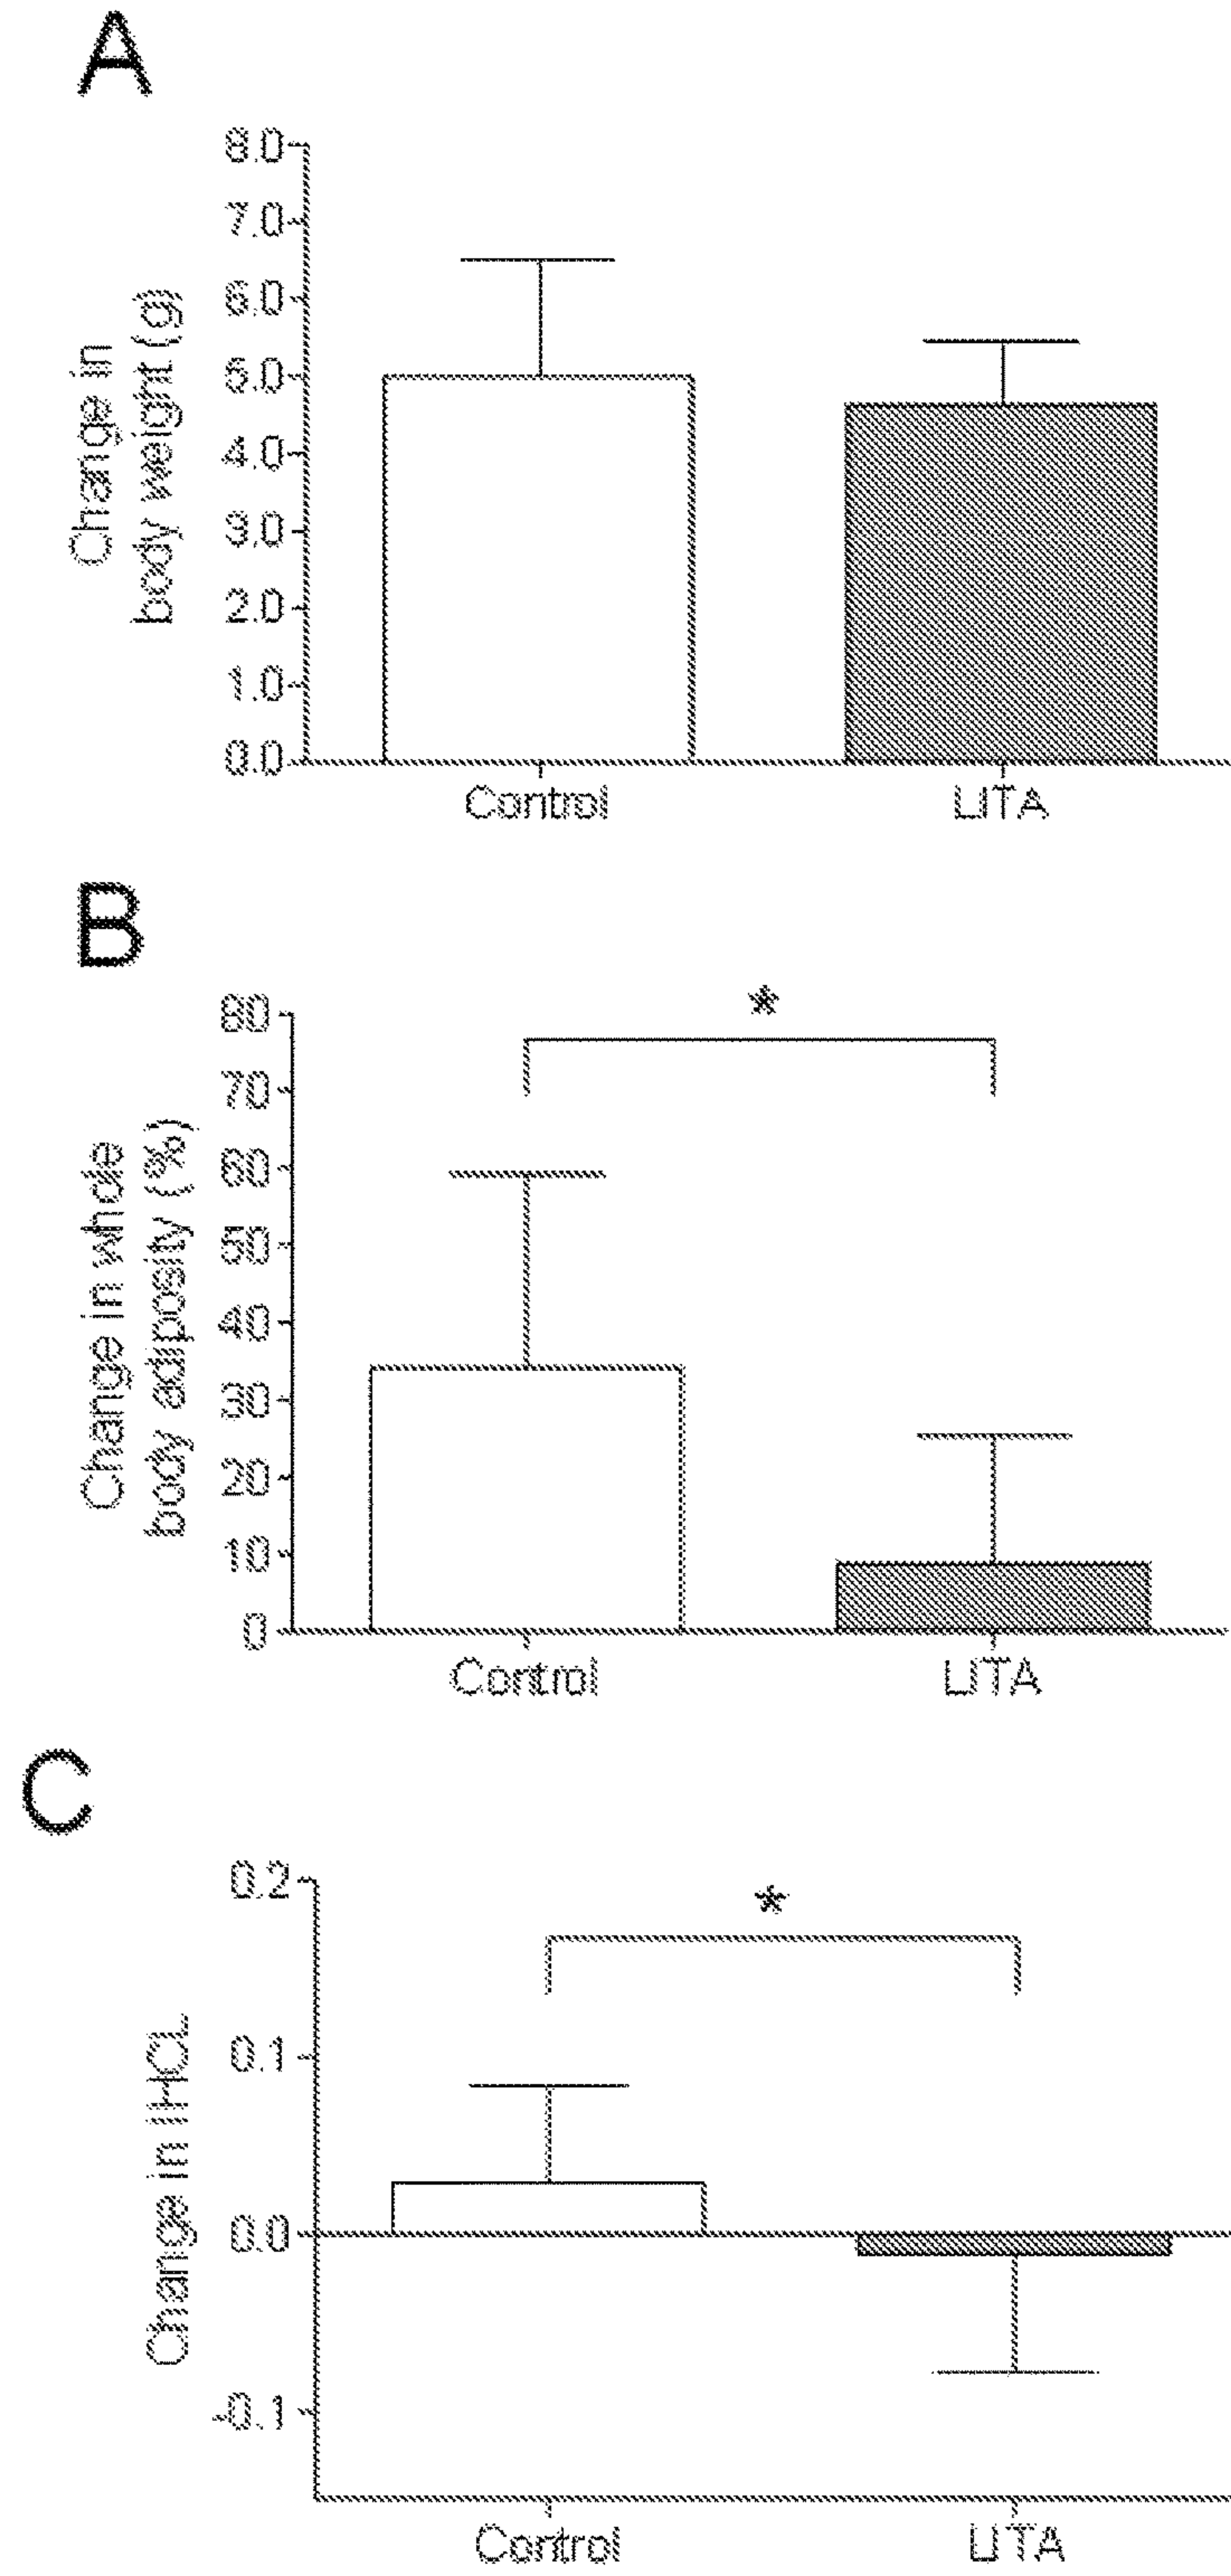 A
8.0
7.0
6.0
5.0
4.0
3.0
2.0
1.0
0.0
Change in
body weight (g)
Control
LITA
B
*
80
70
60
50
40
30
20
10
0
Change in whole
body adiposity (%)
Control
LITA
C
*
0.2
0.1
0.0
-0.1
Change in IHCL
Control
LITA